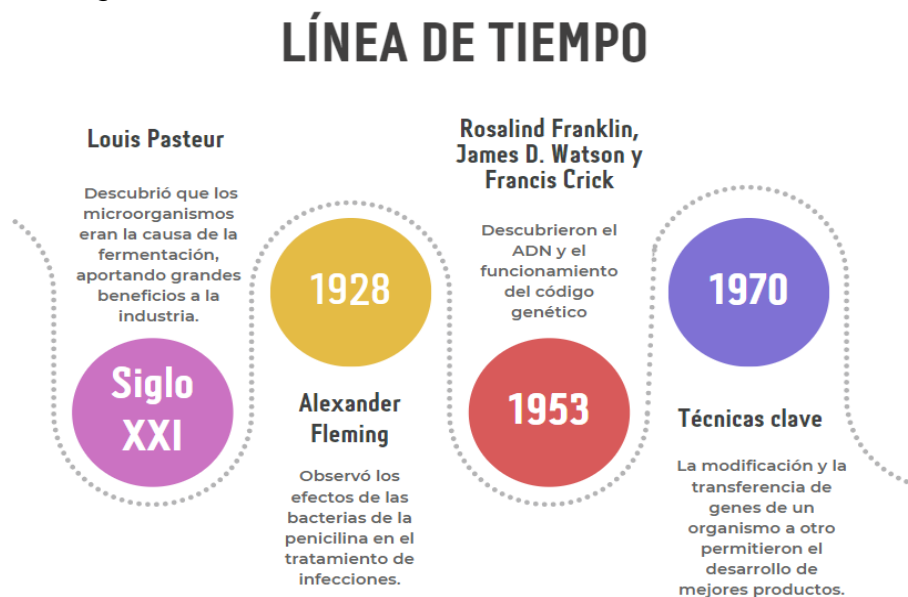 LÍNEA DE TIEMPO
Louis Pasteur
Descubrió que los
microorganismos
eran la causa de la
fermentación,
aportando grandes
beneficios a la
industria.
Siglo
XXI
1928
Alexander
Fleming
Observó los
efectos de las
bacterias de la
penicilina en el
tratamiento de
infecciones.
Rosalind Franklin,
James D. Watson y
Francis Crick
Descubrieron el
ADN y el
funcionamiento
del código
genético
1953
1970
Técnicas clave
La modificación y la
transferencia de
genes de un
organismo a otro
permitieron el
desarrollo de
mejores productos.